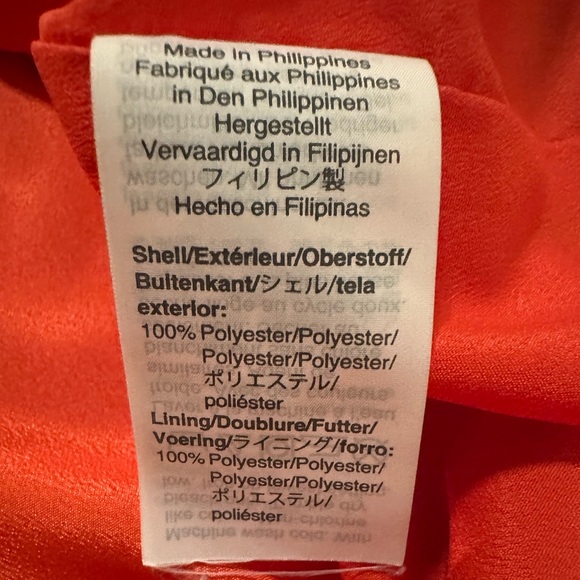 Made in Philippines
Fabriqué aux Philippines
in Den Philippinen
Hergestellt
Vervaardigd in Filipijnen
フィリピン製
Hecho en Filipinas
Shell/Extérieur/Oberstoff/
Buitenkant/シェル/tela
exterior:
100% Polyester/Polyester/
Polyester/Polyester/
ポリエステル/
poliéster
Lining/Doublure/Futter/
Voering/ライニング/forro:
100% Polyester/Polyester/
Polyester/Polyester/
ポリエステル/
poliéster